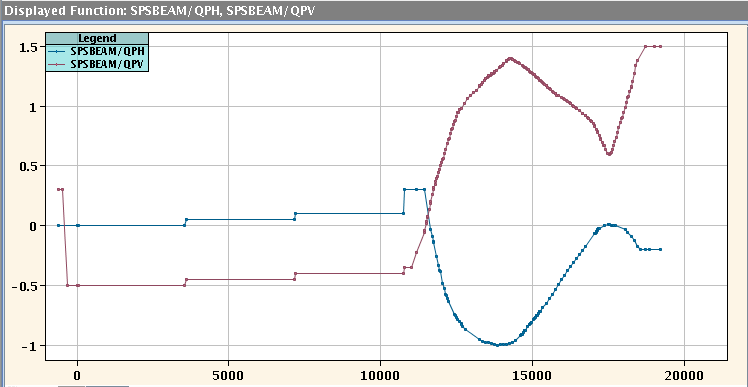 Displayed Function: SPSBEAM/QPH, SPSBEAM/QPV
Legend
SPSBEAM/QPH
SPSBEAM/QPV
1.5
1
0.5
0
-0.5
-1
0 5000 10000 15000 20000